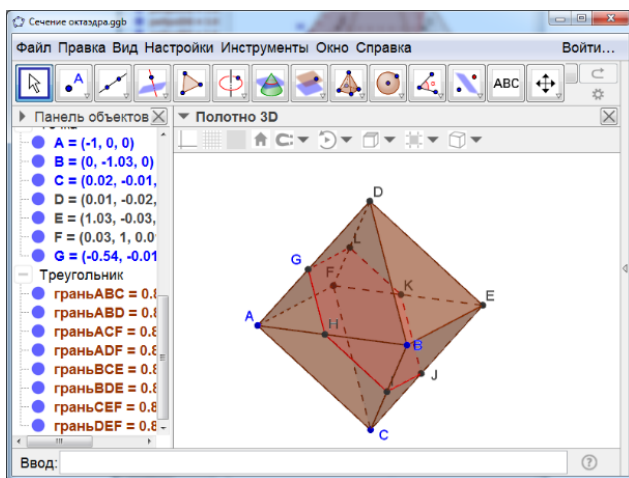 Сечение октаэдра.ggb
Файл Правка Вид Настройки Инструменты Окно Справка Войти...
A ABC
Панель объектов Полотно 3D
A = (-1, 0, 0)
B = (0, -1.03, 0)
C = (0.02, -0.01,
D = (0.01, -0.02,
E = (1.03, -0.03,
F = (0.03, 1, 0.0
G = (-0.54, -0.01
Треугольник
граньABC = 0.8
граньABD = 0.8
граньACF = 0.8
граньADF = 0.8
граньBCE = 0.8
граньBDE = 0.8
граньCEF = 0.8
граньDEF = 0.8
D
L
G
F
K
E
A
H
B
J
C
Ввод: